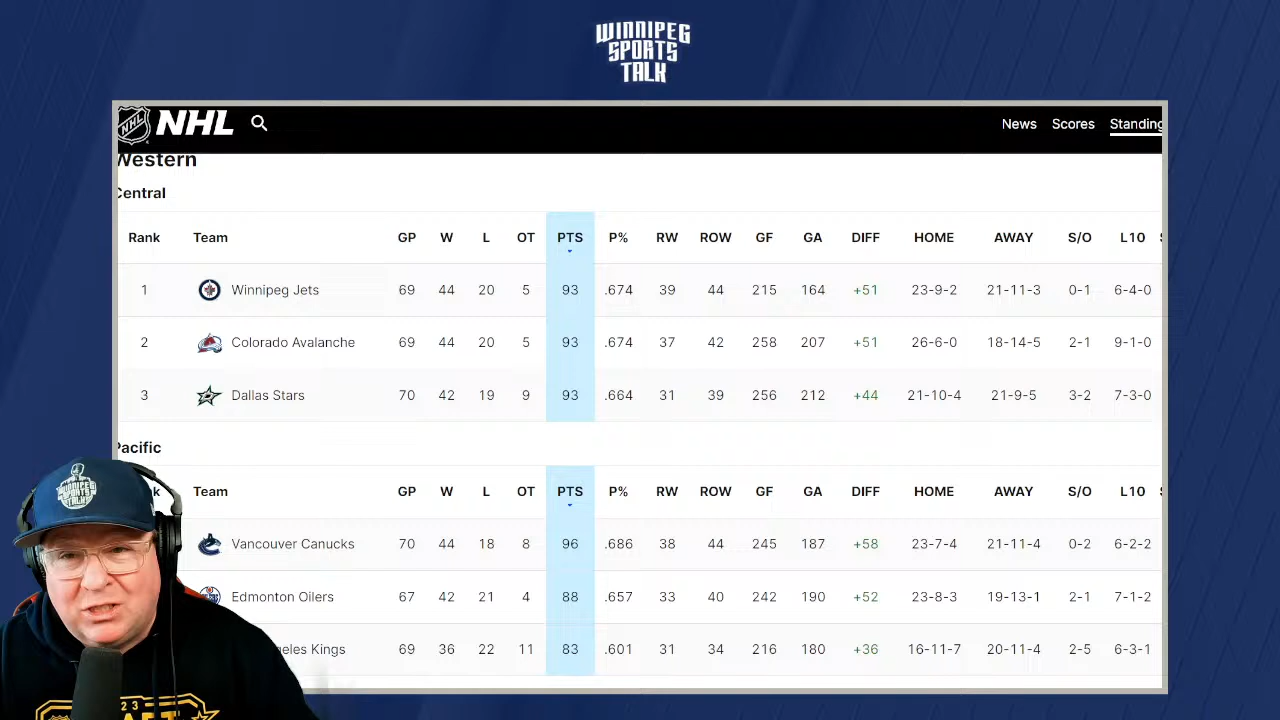 WINNIPEG
SPORTS
TALK
NHL NHL News Scores Standing
Western
Central
Rank Team GP W L OT PTS P% RW ROW GF GA DIFF HOME AWAY S/O L10
1 Winnipeg Jets 69 44 20 5 93 .674 39 44 215 164 +51 23-9-2 21-11-3 0-1 6-4-0
2 Colorado Avalanche 69 44 20 5 93 .674 37 42 258 207 +51 26-6-0 18-14-5 2-1 9-1-0
3 Dallas Stars 70 42 19 9 93 .664 31 39 256 212 +44 21-10-4 21-9-5 3-2 7-3-0
Pacific
k Team GP W L OT PTS P% RW ROW GF GA DIFF HOME AWAY S/O L10
Vancouver Canucks 70 44 18 8 96 .686 38 44 245 187 +58 23-7-4 21-11-4 0-2 6-2-2
Edmonton Oilers 67 42 21 4 88 .657 33 40 242 190 +52 23-8-3 19-13-1 2-1 7-1-2
geles Kings 69 36 22 11 83 .601 31 34 216 180 +36 16-11-7 20-11-4 2-5 6-3-1
WINNIPEG
SPORTS
TALK
23